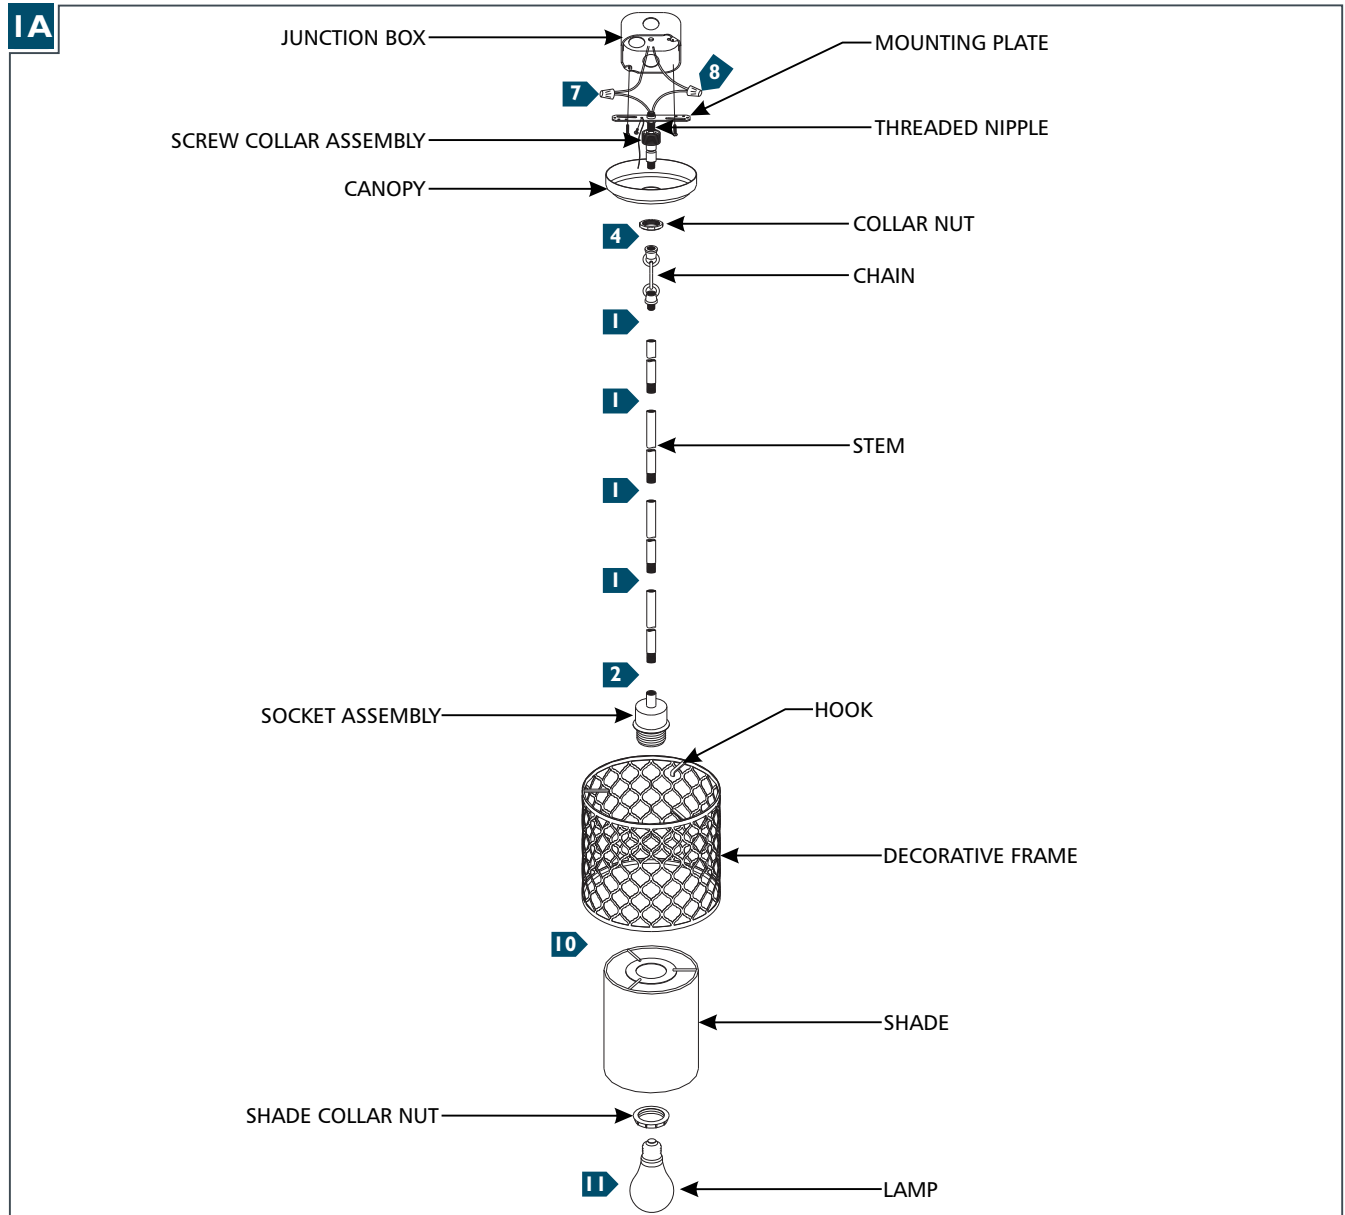 1A
JUNCTION BOX
MOUNTING PLATE
8
7
THREADED NIPPLE
SCREW COLLAR ASSEMBLY
CANOPY
COLLAR NUT
4
CHAIN
1
1
STEM
1
1
2
HOOK
SOCKET ASSEMBLY
DECORATIVE FRAME
10
SHADE
SHADE COLLAR NUT
11
LAMP